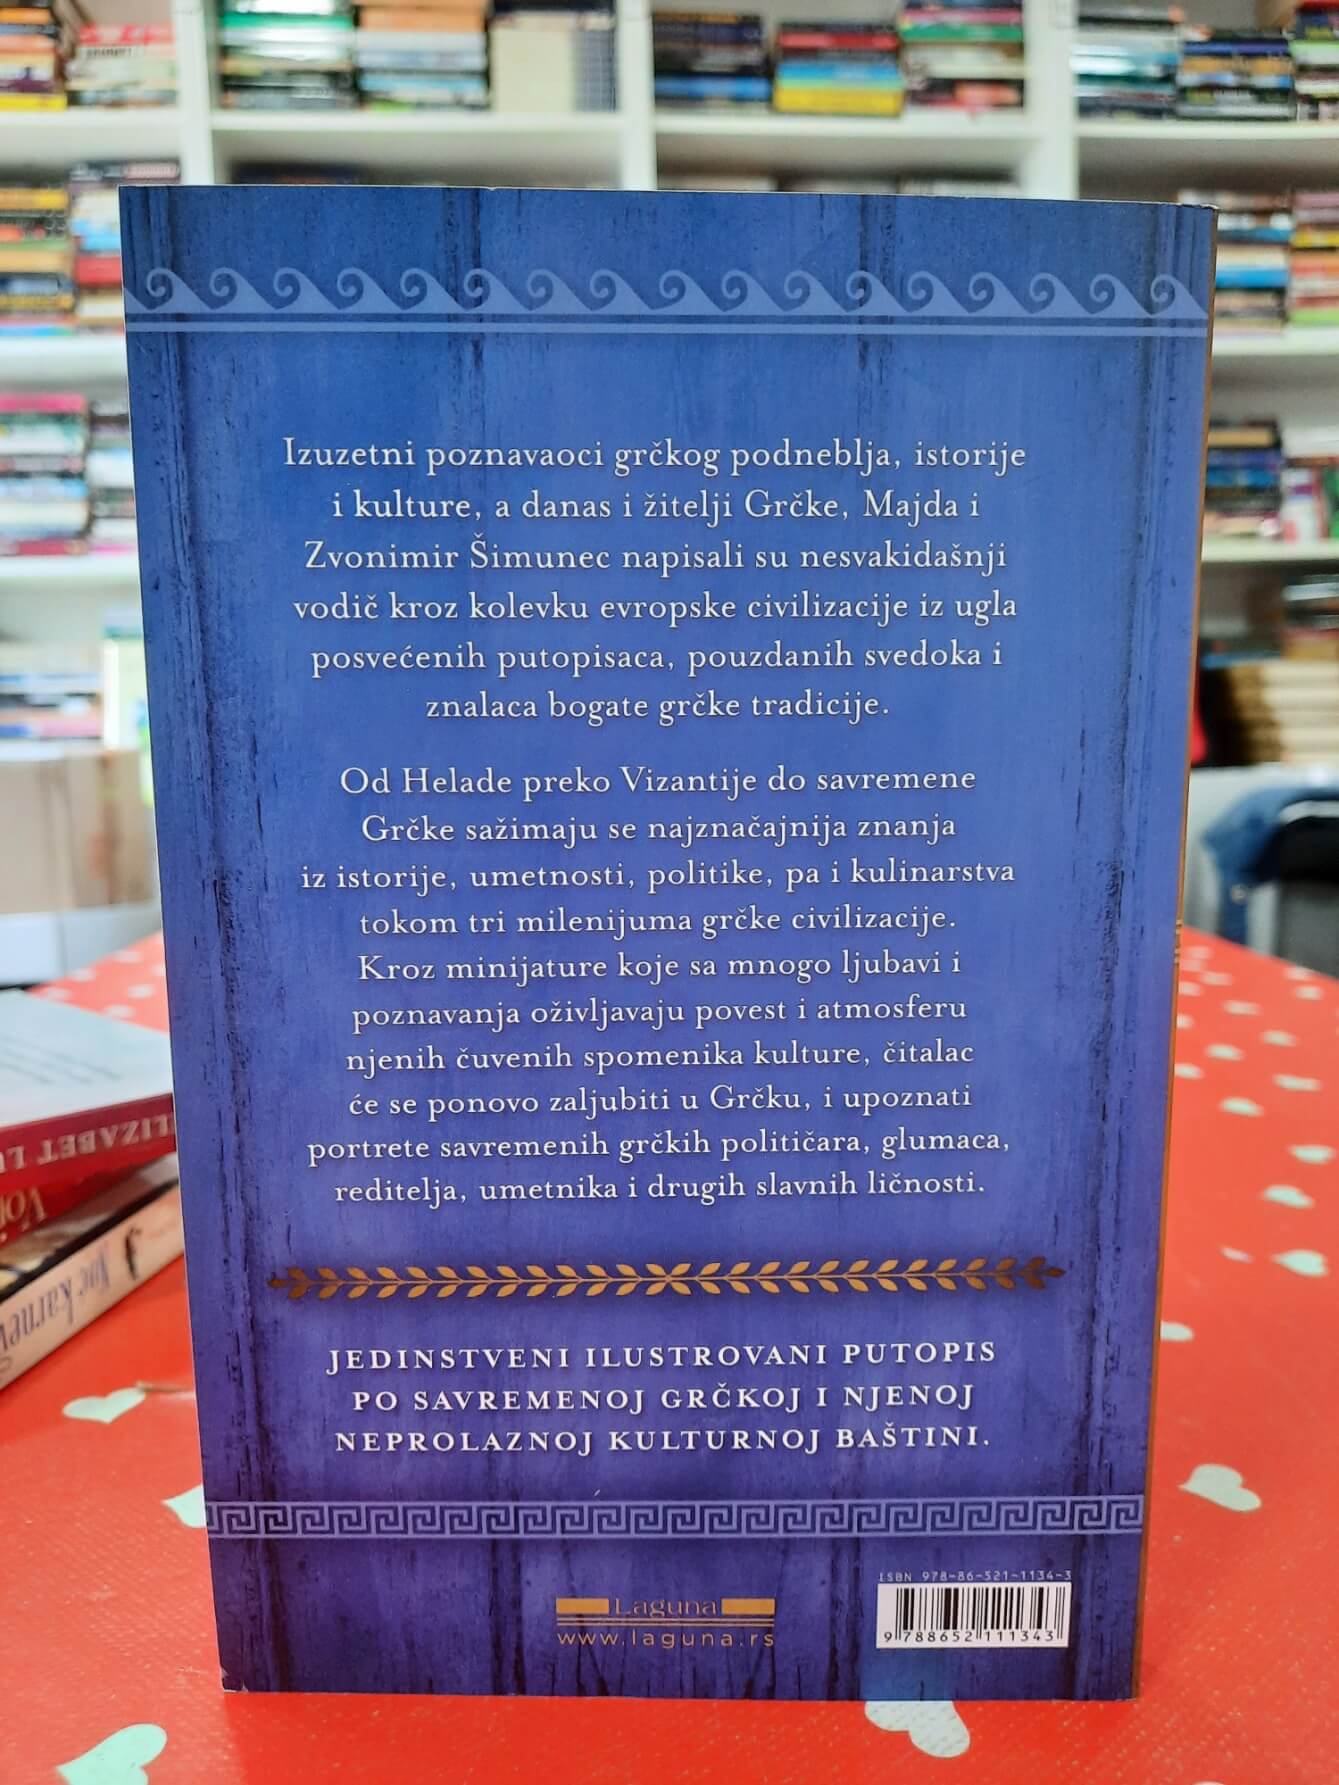 Izuzetni poznavaoci grčkog podneblja, istorije
i kulture, a danas i žitelji Grčke, Majda i
Zvonimir Šimunec napisali su nesvakidašnji
vodič kroz kolevku evropske civilizacije iz ugla
posvećenih putopisaca, pouzdanih svedoka i
znalaca bogate grčke tradicije.
Od Helade preko Vizantije do savremene
Grčke sažimaju se najznačajnija znanja
iz istorije, umetnosti, politike, pa i kulinarstva
tokom tri milenijuma grčke civilizacije.
Kroz minijature koje sa mnogo ljubavi i
poznavanja oživljavaju povest i atmosferu
njenih čuvenih spomenika kulture, čitalac
će se ponovo zaljubiti u Grčku, i upoznati
portrete savremenih grčkih političara, glumaca,
reditelja, umetnika i drugih slavnih ličnosti.
JEDINSTVENI ILUSTROVANI PUTOPIS
PO SAVREMENOJ GRČKOJ I NJENOJ
NEPROLAZNOJ KULTURNOJ BAŠTINI.
Laguna
www.laguna.rs
ISBN 978-86-521-1134-3
9 788652 111343